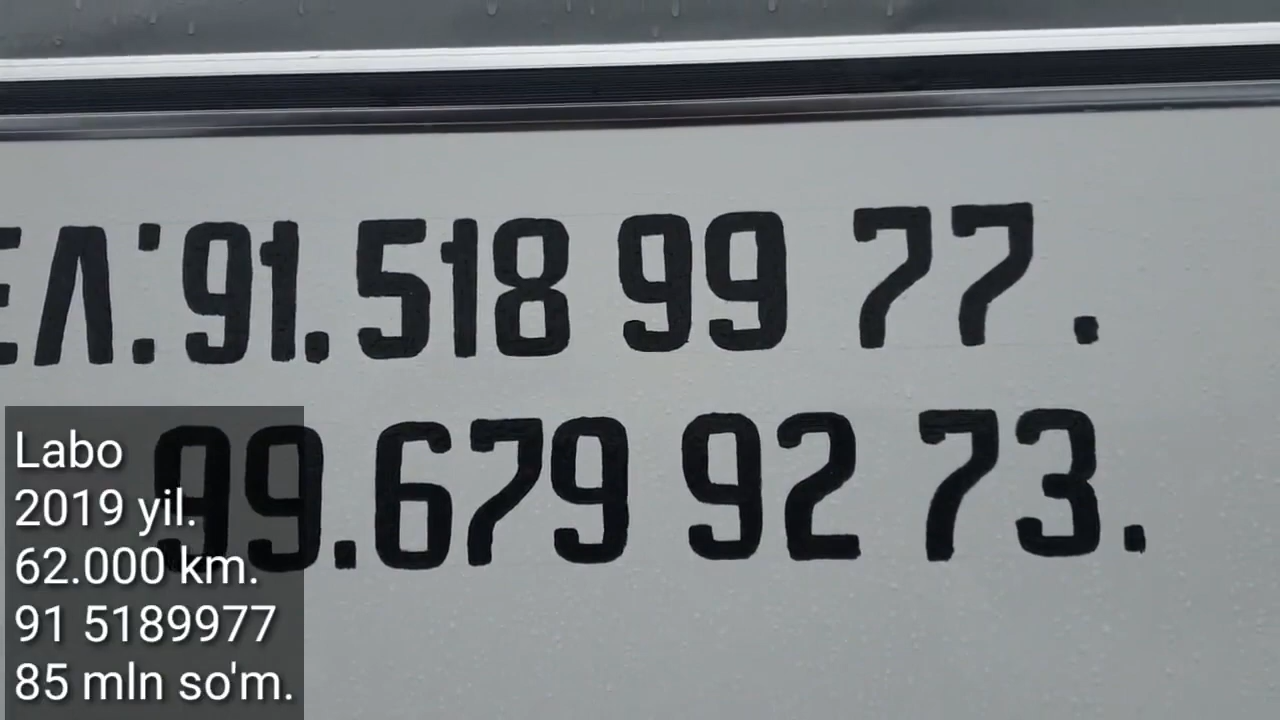 ЕЛ.:91.518 99 77.
99.679 92 73.
Labo
2019 yil.
62.000 km.
91 5189977
85 mln so'm.